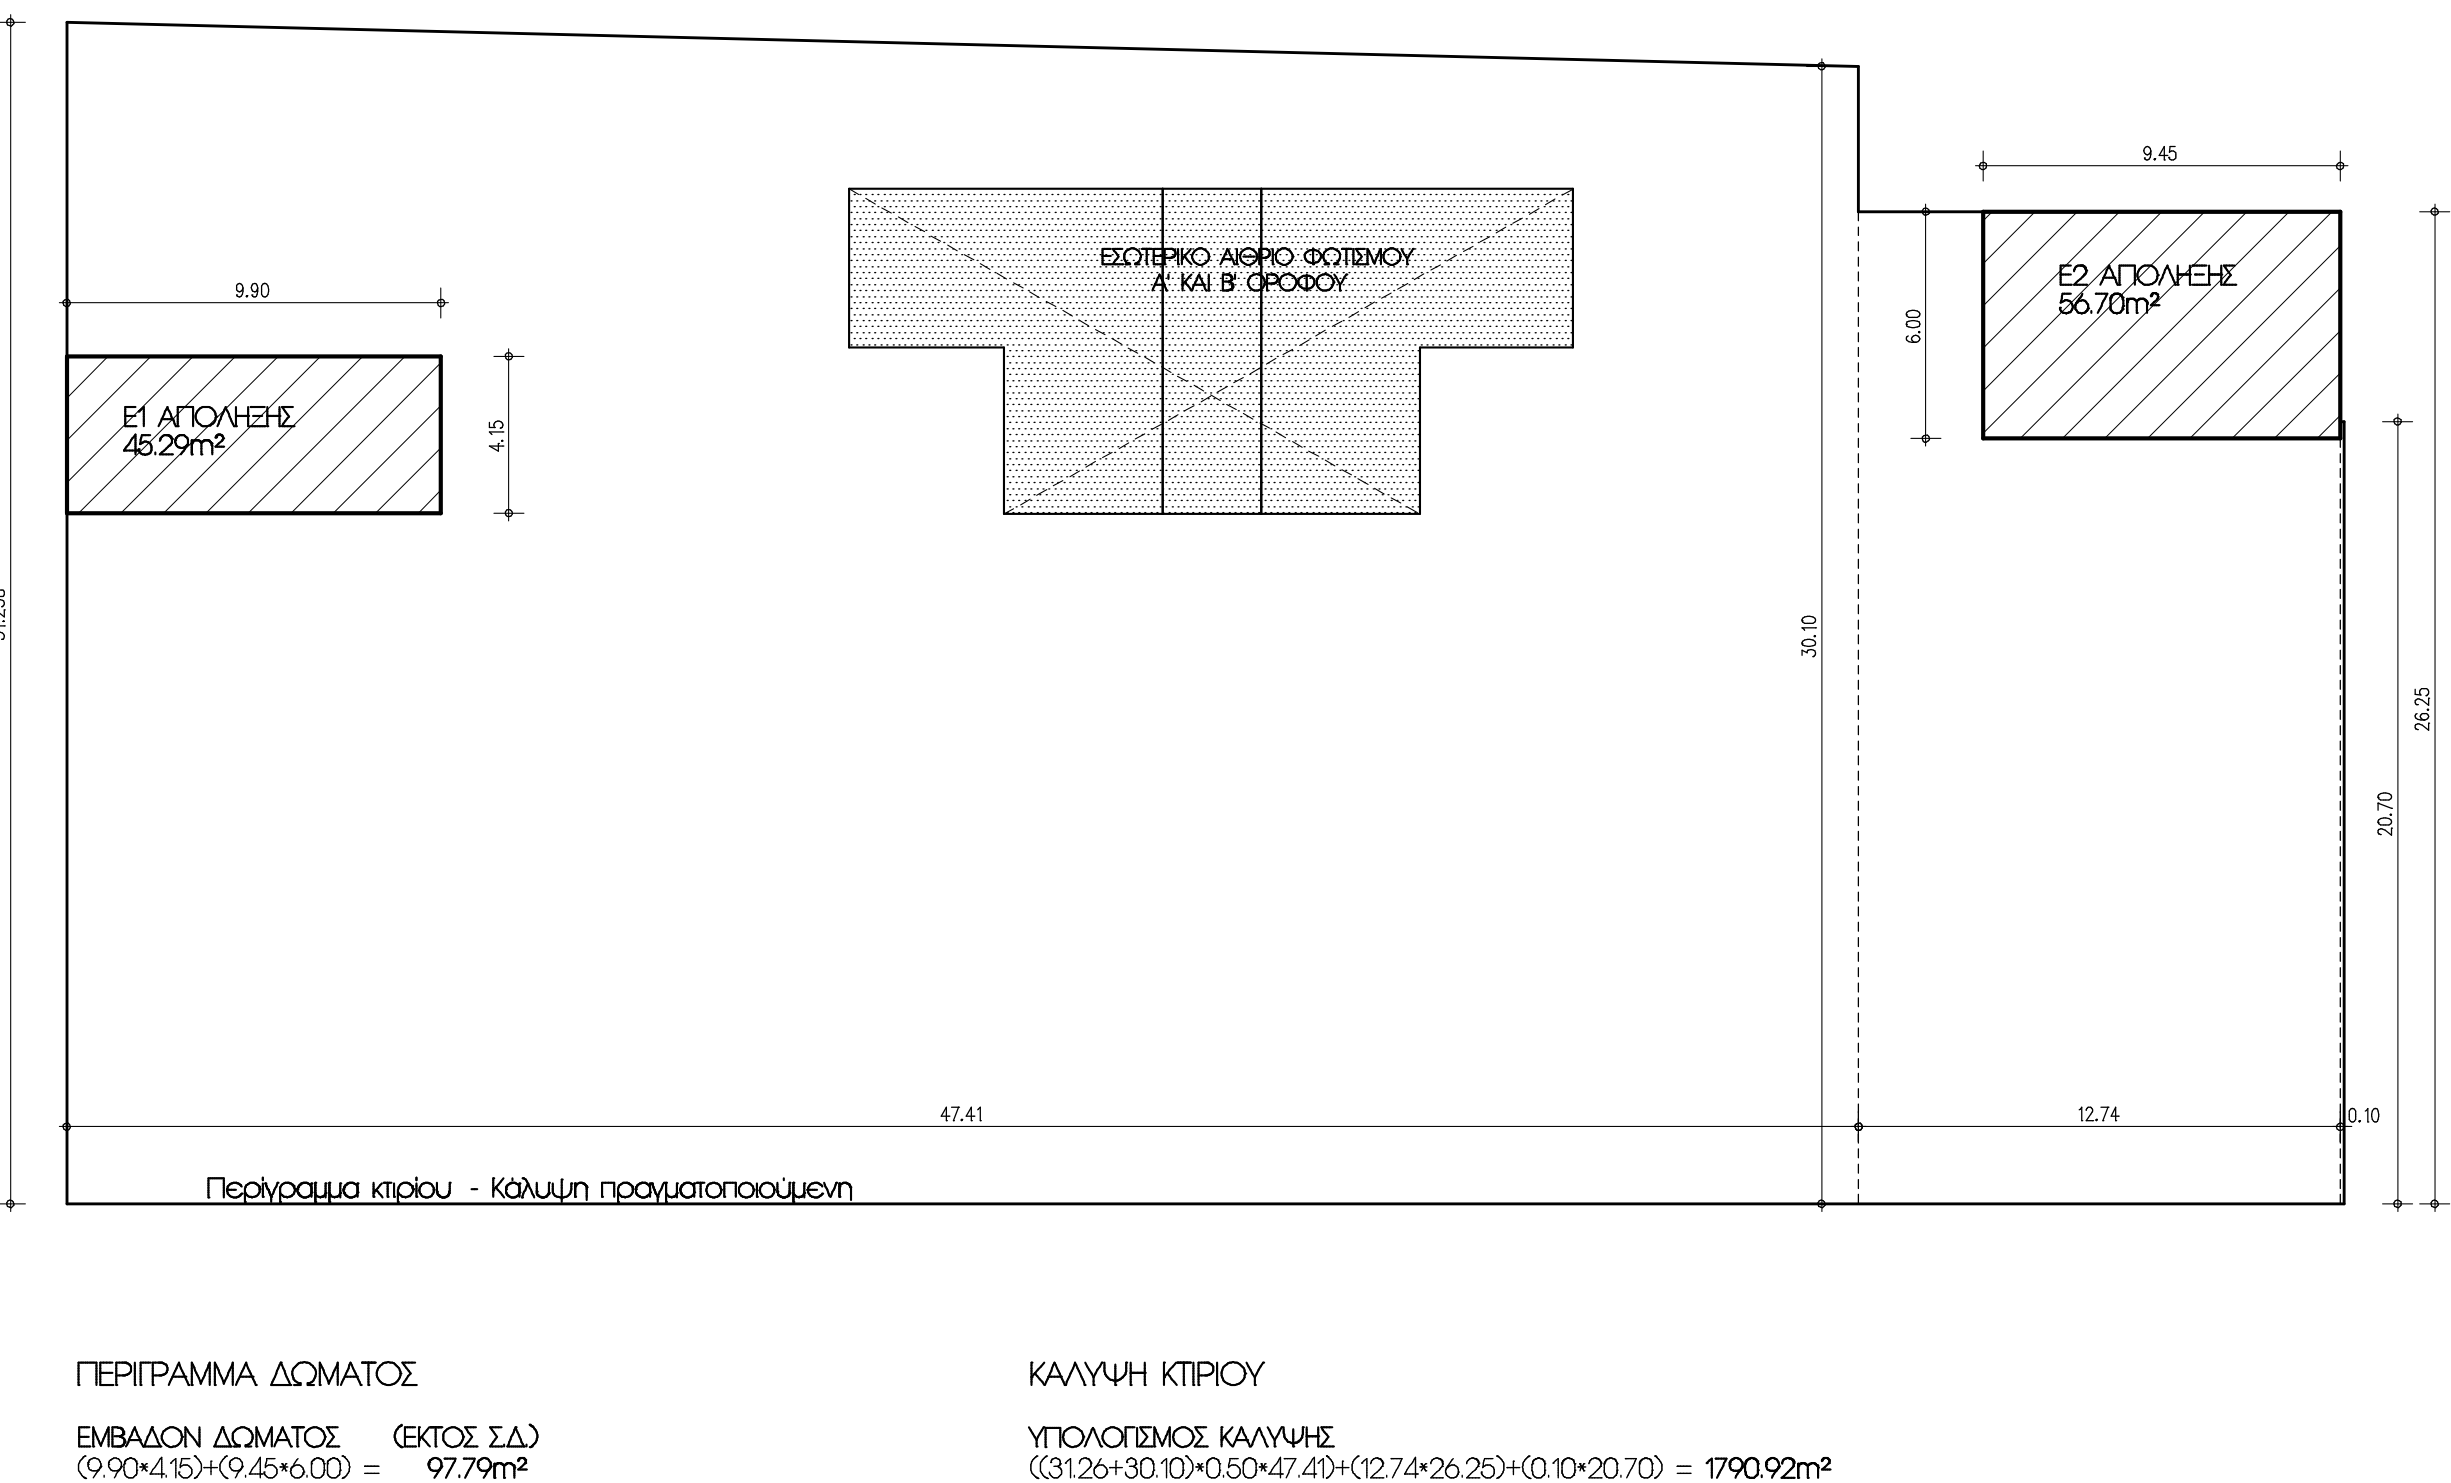 9.45
ΕΣΩΤΕΡΙΚΟ ΑΙΘΡΙΟ ΦΩΤΙΣΜΟΥ
Α' ΚΑΙ Β' ΟΡΟΦΟΥ
Ε2 ΑΠΟΛΗΞΗΣ
56.70m²
9.90
6.00
Ε1 ΑΠΟΛΗΞΗΣ
45.29m²
4.15
30.10
26.25
20.70
47.41
12.74
0.10
Περίγραμμα κτιρίου - Κάλυψη πραγματοποιούμενη
ΠΕΡΙΓΡΑΜΜΑ ΔΩΜΑΤΟΣ
ΕΜΒΑΔΟΝ ΔΩΜΑΤΟΣ (ΕΚΤΟΣ Σ.Δ.)
(9.90*4.15)+(9.45*6.00) = 97.79m²
ΚΑΛΥΨΗ ΚΤΙΡΙΟΥ
ΥΠΟΛΟΓΙΣΜΟΣ ΚΑΛΥΨΗΣ
((31.26+30.10)*0.50*47.41)+(12.74*26.25)+(0.10*20.70) = 1790.92m²